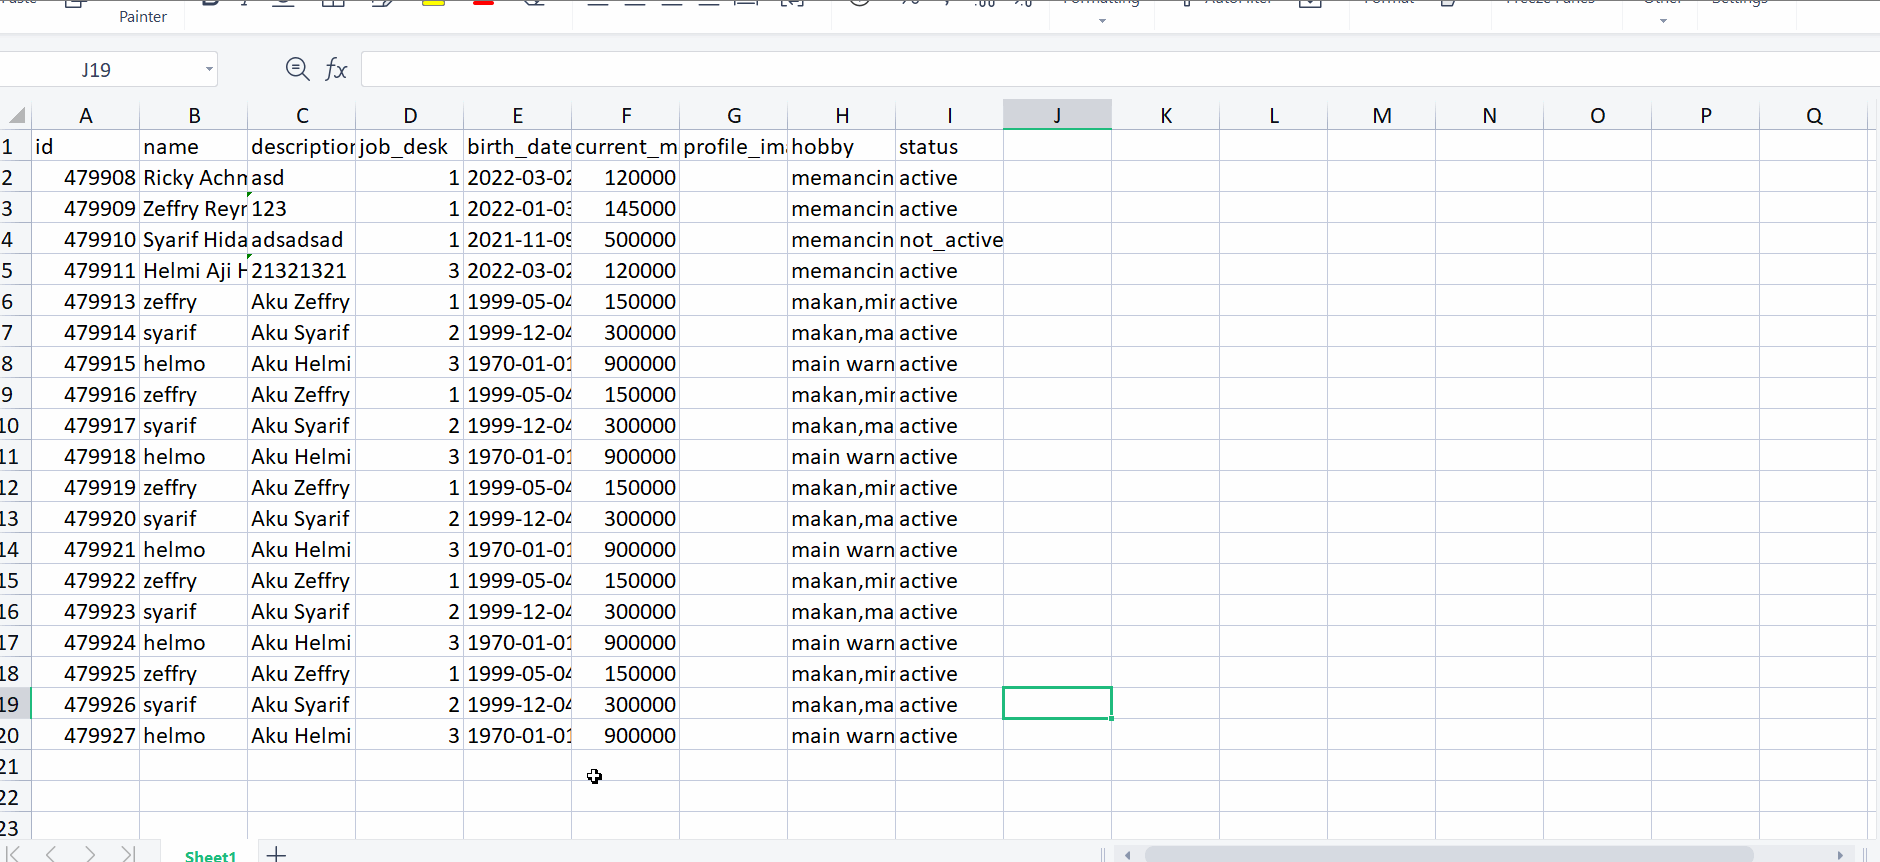 Painter
J19
fx
A B C D E F G H I J K L M N O P Q
1 id name description job_desk birth_date current_m profile_ima hobby status
2 479908 Ricky Achm asd 1 2022-03-02 120000 memancin active
3 479909 Zeffry Reyn 123 1 2022-01-03 145000 memancin active
4 479910 Syarif Hida adsadsad 1 2021-11-09 500000 memancin not_active
5 479911 Helmi Aji H 21321321 3 2022-03-02 120000 memancin active
6 479913 zeffry Aku Zeffry 1 1999-05-04 150000 makan,min active
7 479914 syarif Aku Syarif 2 1999-12-04 300000 makan,ma active
8 479915 helmo Aku Helmi 3 1970-01-01 900000 main warn active
9 479916 zeffry Aku Zeffry 1 1999-05-04 150000 makan,min active
10 479917 syarif Aku Syarif 2 1999-12-04 300000 makan,ma active
11 479918 helmo Aku Helmi 3 1970-01-01 900000 main warn active
12 479919 zeffry Aku Zeffry 1 1999-05-04 150000 makan,min active
13 479920 syarif Aku Syarif 2 1999-12-04 300000 makan,ma active
14 479921 helmo Aku Helmi 3 1970-01-01 900000 main warn active
15 479922 zeffry Aku Zeffry 1 1999-05-04 150000 makan,min active
16 479923 syarif Aku Syarif 2 1999-12-04 300000 makan,ma active
17 479924 helmo Aku Helmi 3 1970-01-01 900000 main warn active
18 479925 zeffry Aku Zeffry 1 1999-05-04 150000 makan,min active
19 479926 syarif Aku Syarif 2 1999-12-04 300000 makan,ma active
20 479927 helmo Aku Helmi 3 1970-01-01 900000 main warn active
21
22
23
Sheet1